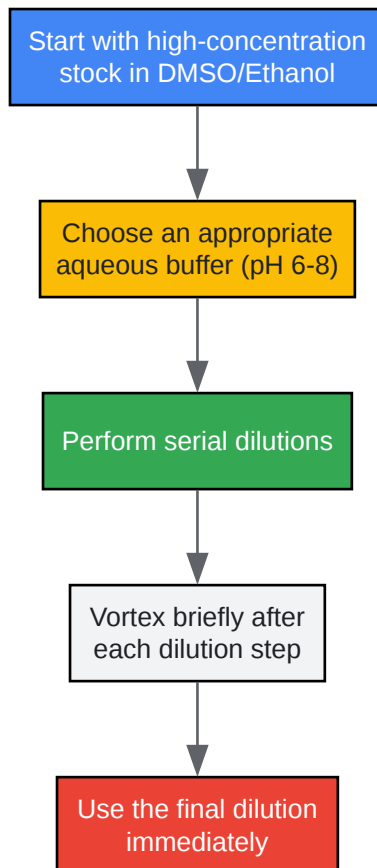 Start with high-concentration
stock in DMSO/Ethanol
Choose an appropriate
aqueous buffer (pH 6-8)
Perform serial dilutions
Vortex briefly after
each dilution step
Use the final dilution
immediately